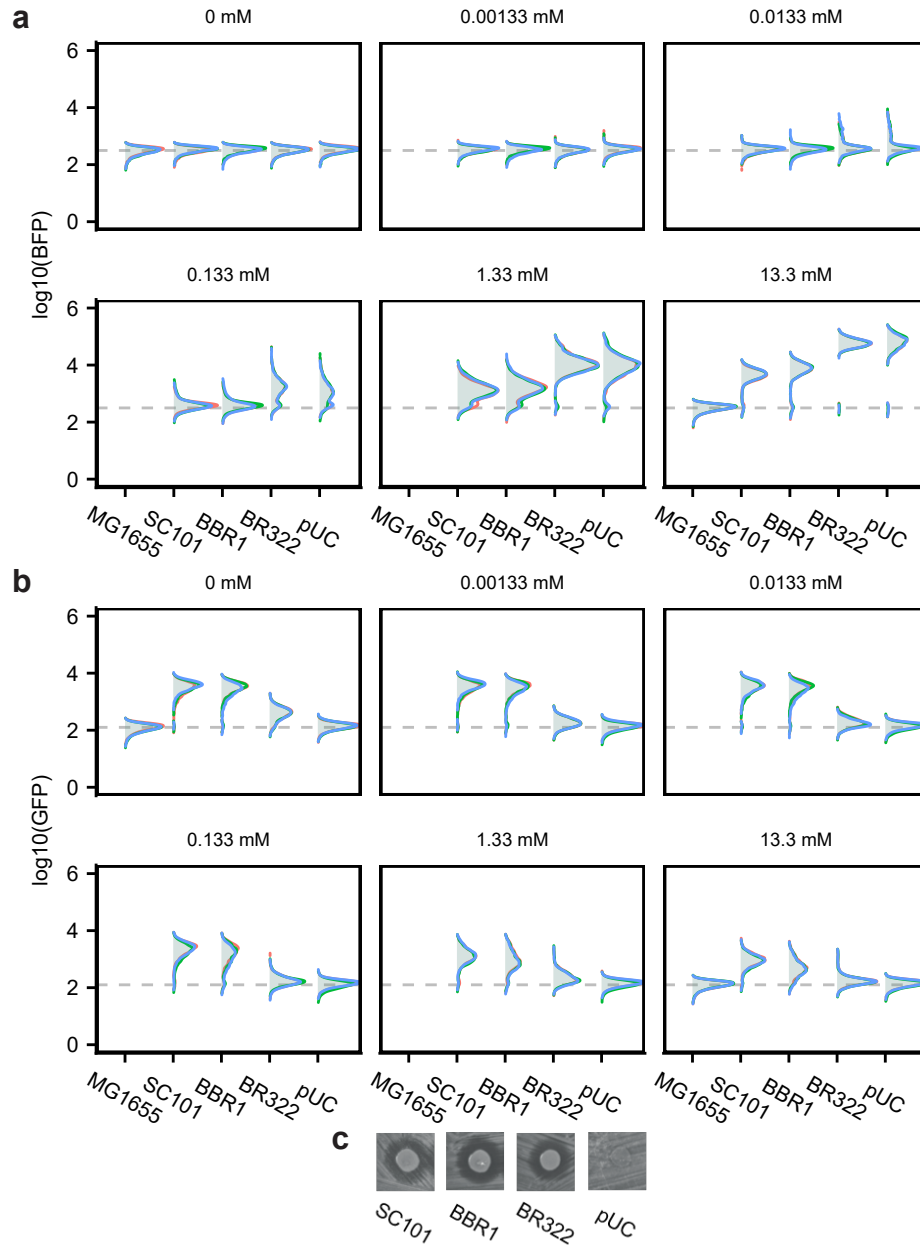 a
0 mM
0.00133 mM
0.0133 mM
6
4
2
0
log10(BFP)
0.133 mM
1.33 mM
13.3 mM
6
4
2
0
MG1655
SC101
BBR1
BR322
pUC
MG1655
SC101
BBR1
BR322
pUC
MG1655
SC101
BBR1
BR322
pUC
b
0 mM
0.00133 mM
0.0133 mM
6
4
2
0
log10(GFP)
0.133 mM
1.33 mM
13.3 mM
6
4
2
0
MG1655
SC101
BBR1
BR322
pUC
MG1655
SC101
BBR1
BR322
pUC
MG1655
SC101
BBR1
BR322
pUC
c
SC101
BBR1
BR322
pUC